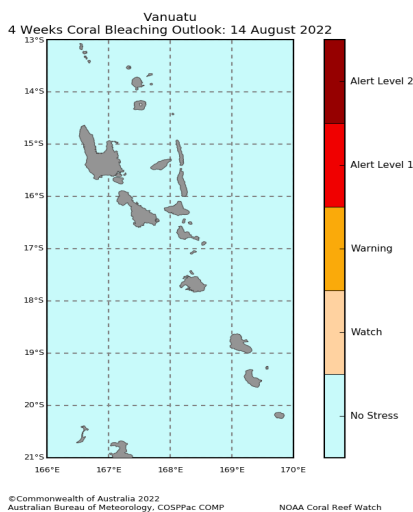 Vanuatu
4 Weeks Coral Bleaching Outlook: 14 August 2022
13°S
14°S
15°S
16°S
17°S
18°S
19°S
20°S
21°S
166°E 167°E 168°E 169°E 170°E
Alert Level 2
Alert Level 1
Warning
Watch
No Stress
©Commonwealth of Australia 2022
Australian Bureau of Meteorology, COSPPac COMP NOAA Coral Reef Watch